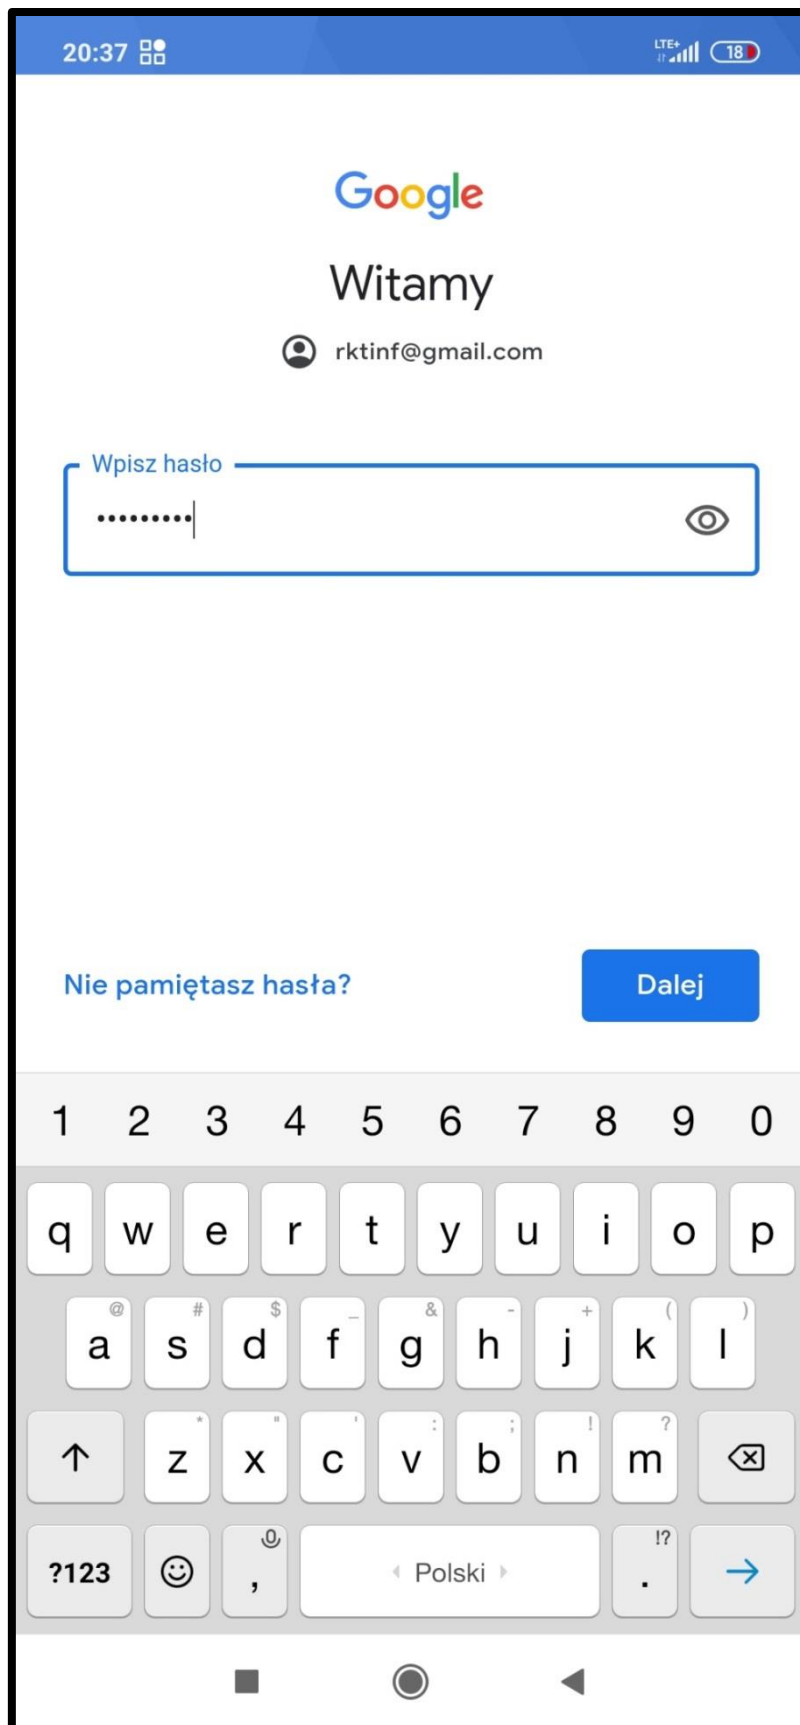 20:37 LTE+ 18
Google
Witamy
rktinf@gmail.com
Wpisz hasło
•••••••••
Nie pamiętasz hasła? Dalej
1 2 3 4 5 6 7 8 9 0
q w e r t y u i o p
@ # $ _ & - + ( )
a s d f g h j k l
* " ' : ; ! ?
z x c v b n m
!?
?123 , Polski .